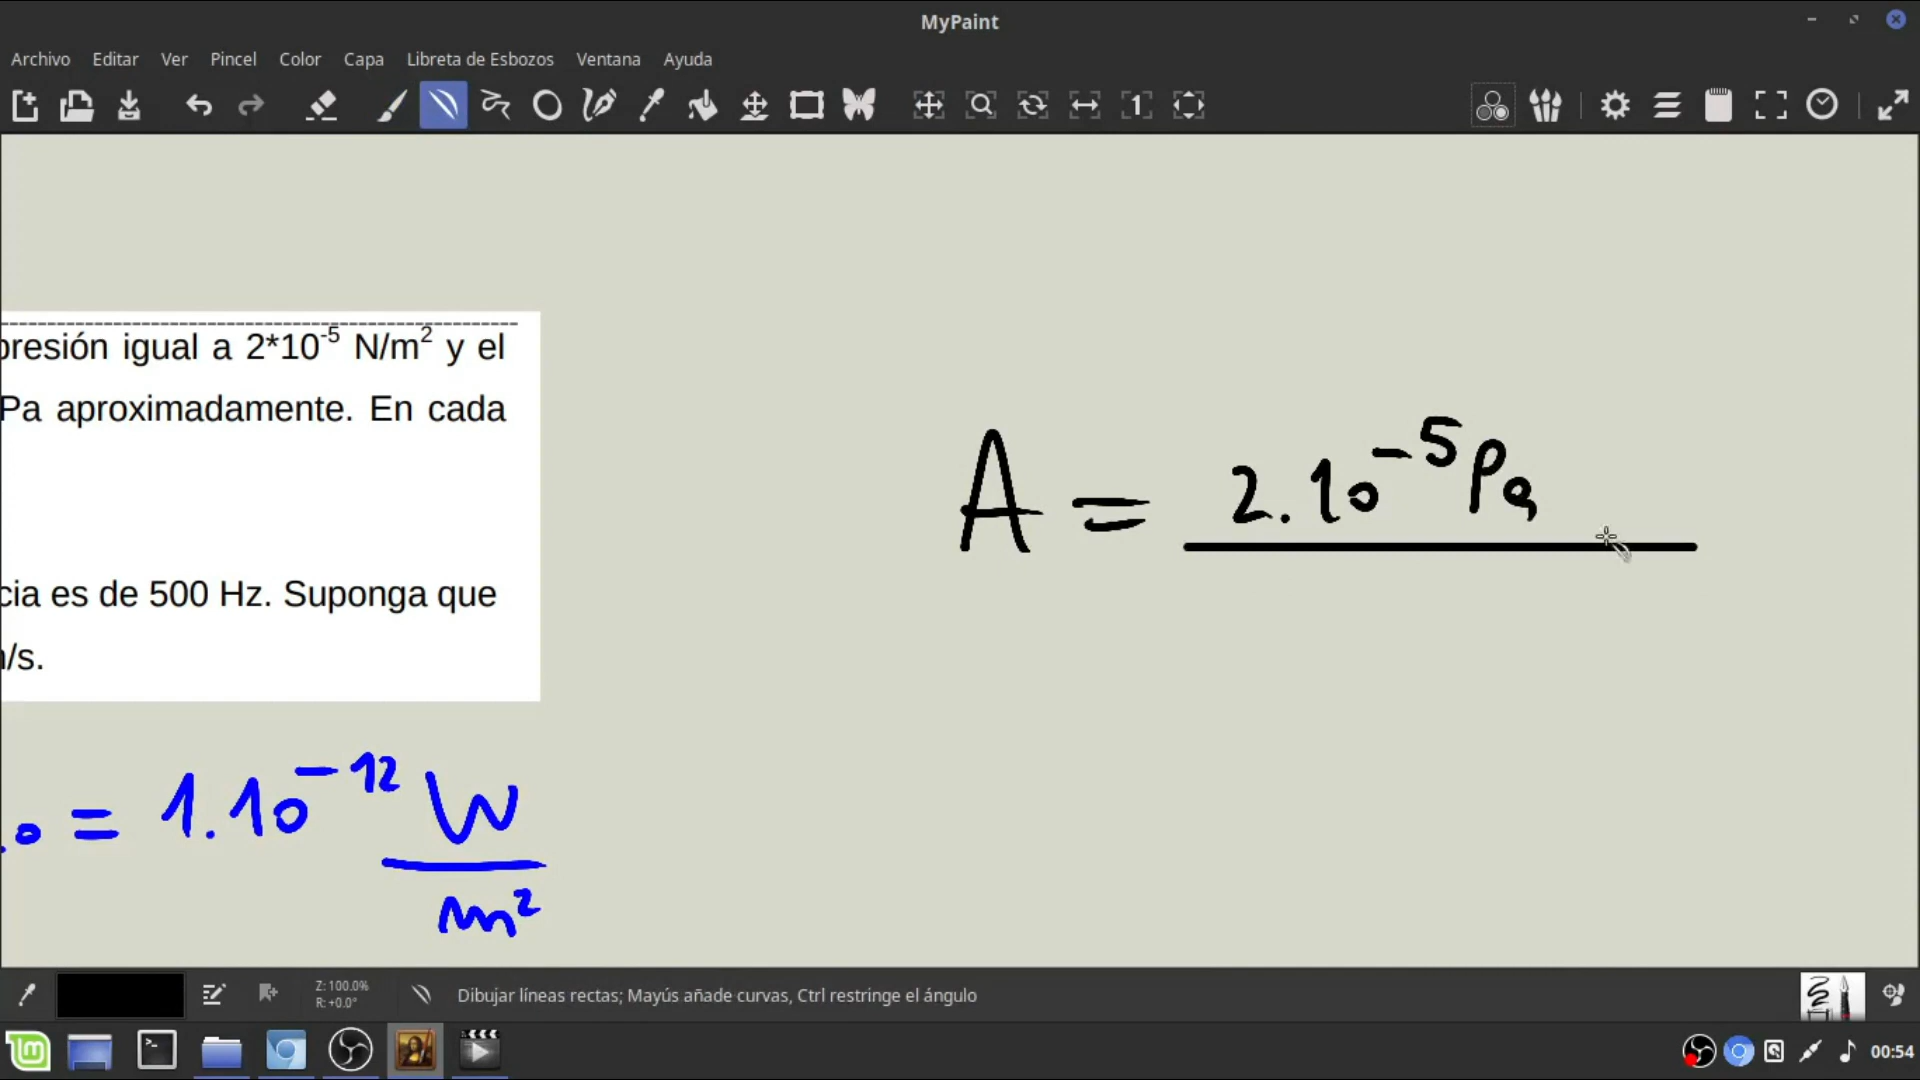 MyPaint
Archivo Editar Ver Pincel Color Capa Libreta de Esbozos Ventana Ayuda
presión igual a 2*10⁻⁵ N/m² y el
Pa aproximadamente. En cada
cia es de 500 Hz. Suponga que
/s.
A = 2.10⁻⁵ Pa
₀ = 1.10⁻¹² W
m²
Z: 100.0%
R: +0.0°
Dibujar líneas rectas; Mayús añade curvas, Ctrl restringe el ángulo
00:54